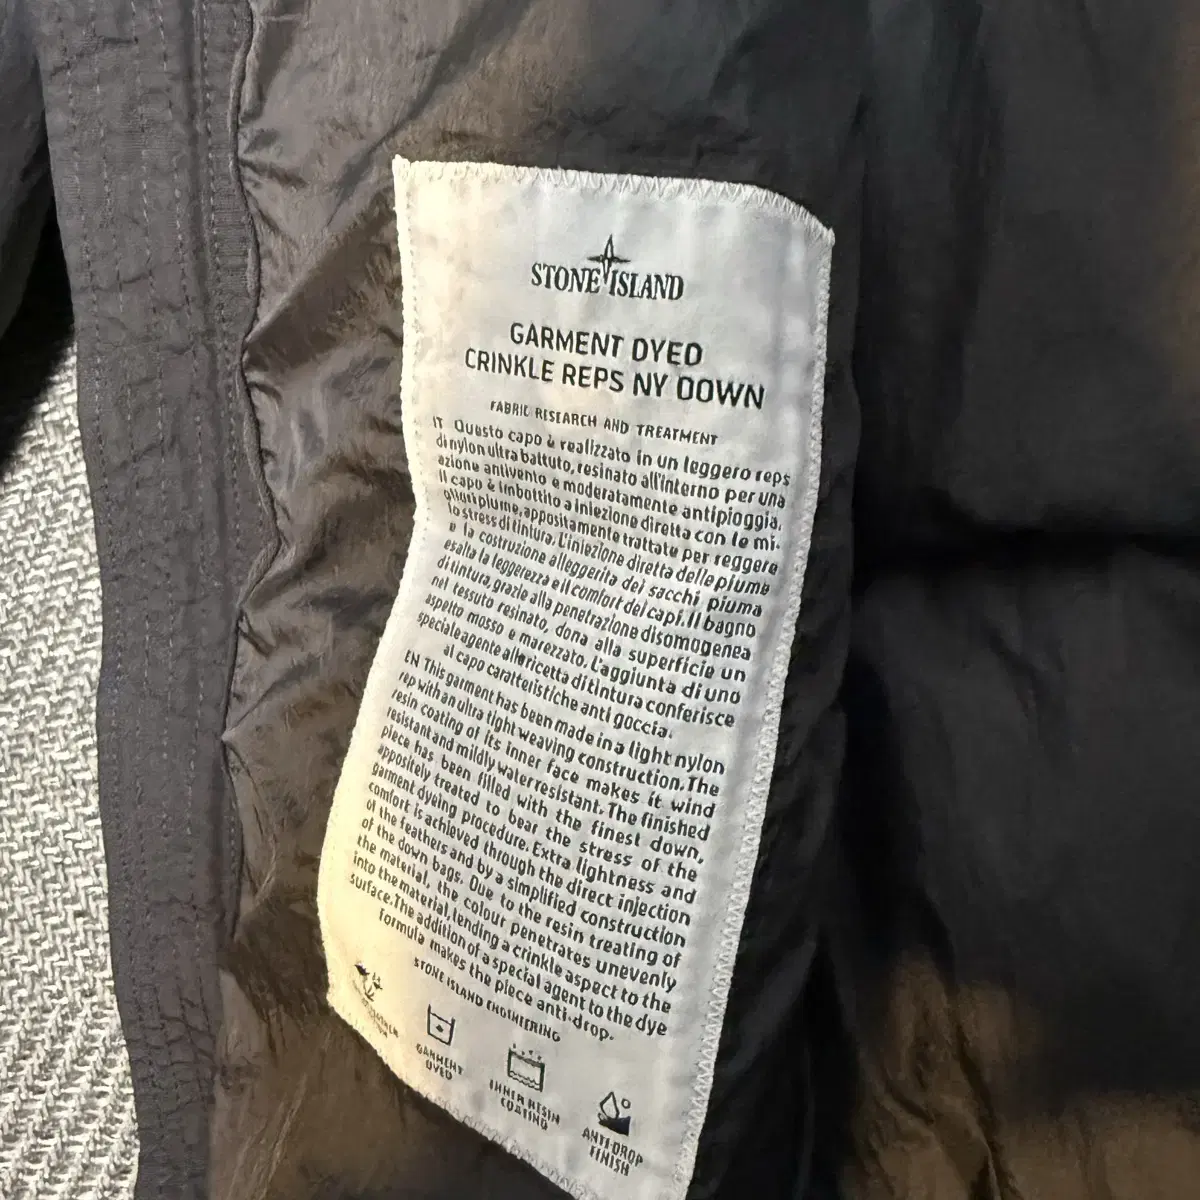 STONE ISLAND
GARMENT DYED
CRINKLE REPS NY DOWN
FABRIC RESEARCH AND TREATMENT
IT Questo capo è realizzato in un leggero reps
di nylon ultra battuto, resinato all'interno per una
azione antivento e moderatamente antipioggia.
Il capo è imbottito a iniezione diretta con le mi-
gliori piume, appositamente trattate per reggere
lo stress di tintura. L'iniezione diretta delle piume
e la costruzione alleggerita dei sacchi piuma
esalta la leggerezza e il comfort dei capi. Il bagno
di tintura, grazie alla penetrazione disomogenea
nel tessuto resinato, dona alla superficie un
aspetto mosso e marezzato. L'aggiunta di uno
speciale agente alla ricetta di tintura conferisce
al capo caratteristiche anti goccia.
EN This garment has been made in a light nylon
rep with an ultra tight weaving construction. The
resin coating of its inner face makes it wind
resistant and mildly water resistant. The finished
piece has been filled with the finest down,
appositely treated to bear the stress of the
garment dyeing procedure. Extra lightness and
comfort is achieved through the direct injection
of the feathers and by a simplified construction
of the down bags. Due to the resin treating of
the material, the colour penetrates unevenly
into the material, lending a crinkle aspect to the
surface. The addition of a special agent to the dye
formula makes the piece anti-drop.
STONE ISLAND ENGINEERING
GARMENT
DYED
INNER RESIN
COATING
ANTI-DROP
FINISH